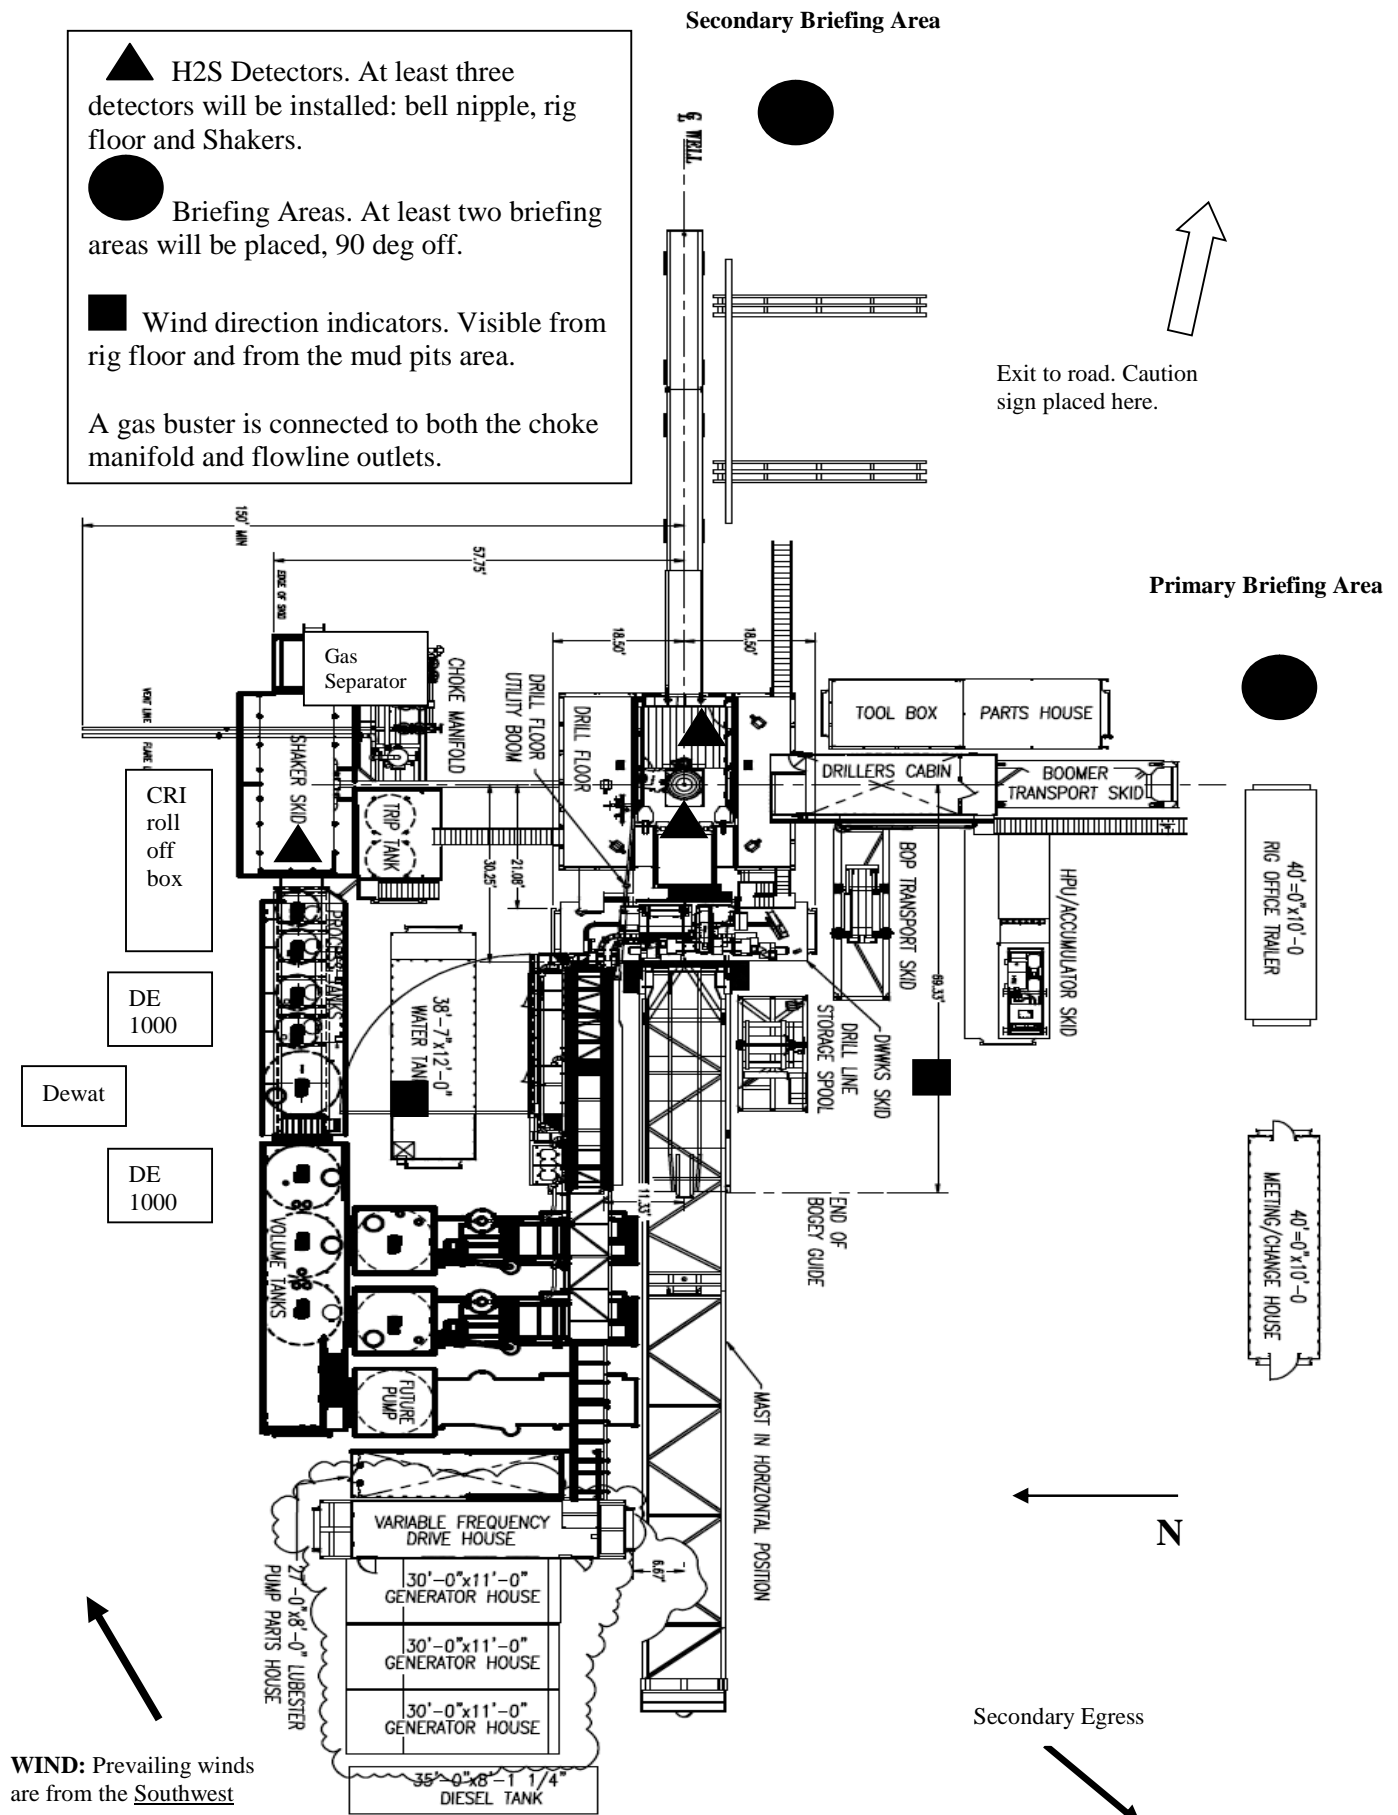 Secondary Briefing Area
H2S Detectors. At least three
detectors will be installed: bell nipple, rig
floor and Shakers.
Briefing Areas. At least two briefing
areas will be placed, 90 deg off.
Wind direction indicators. Visible from
rig floor and from the mud pits area.
A gas buster is connected to both the choke
manifold and flowline outlets.
℄ WELL
Exit to road. Caution
sign placed here.
150' MIN
57.75'
EDGE OF SKID
Primary Briefing Area
18.50'
18.50'
Gas
Separator
CHOKE MANIFOLD
DRILL FLOOR
UTILITY BOOM
DRILL FLOOR
TOOL BOX
PARTS HOUSE
VENT LINE
FLARE
SHAKER SKID
DRILLERS CABIN
BOOMER
TRANSPORT SKID
CRI
roll
off
box
TRIP TANK
30.25'
21.08'
BOP TRANSPORT SKID
HPU/ACCUMULATOR SKID
40'=0"x10'-0
RIG OFFICE TRAILER
PROCESS TANKS
DE
1000
38'-7"x12'-0"
WATER TANK
69.33'
DWWKS SKID
DRILL LINE
STORAGE SPOOL
Dewat
DE
1000
VOLUME TANKS
11.33'
END OF
BOGEY GUIDE
40'=0"x10'-0
MEETING/CHANGE HOUSE
FUTURE
PUMP
MAST IN HORIZONTAL POSITION
N
VARIABLE FREQUENCY
DRIVE HOUSE
6.67'
27'-0"x8'-0" LUBESTER
PUMP PARTS HOUSE
30'-0"x11'-0"
GENERATOR HOUSE
30'-0"x11'-0"
GENERATOR HOUSE
30'-0"x11'-0"
GENERATOR HOUSE
Secondary Egress
WIND: Prevailing winds
are from the Southwest
35'-0"x8'-1 1/4"
DIESEL TANK